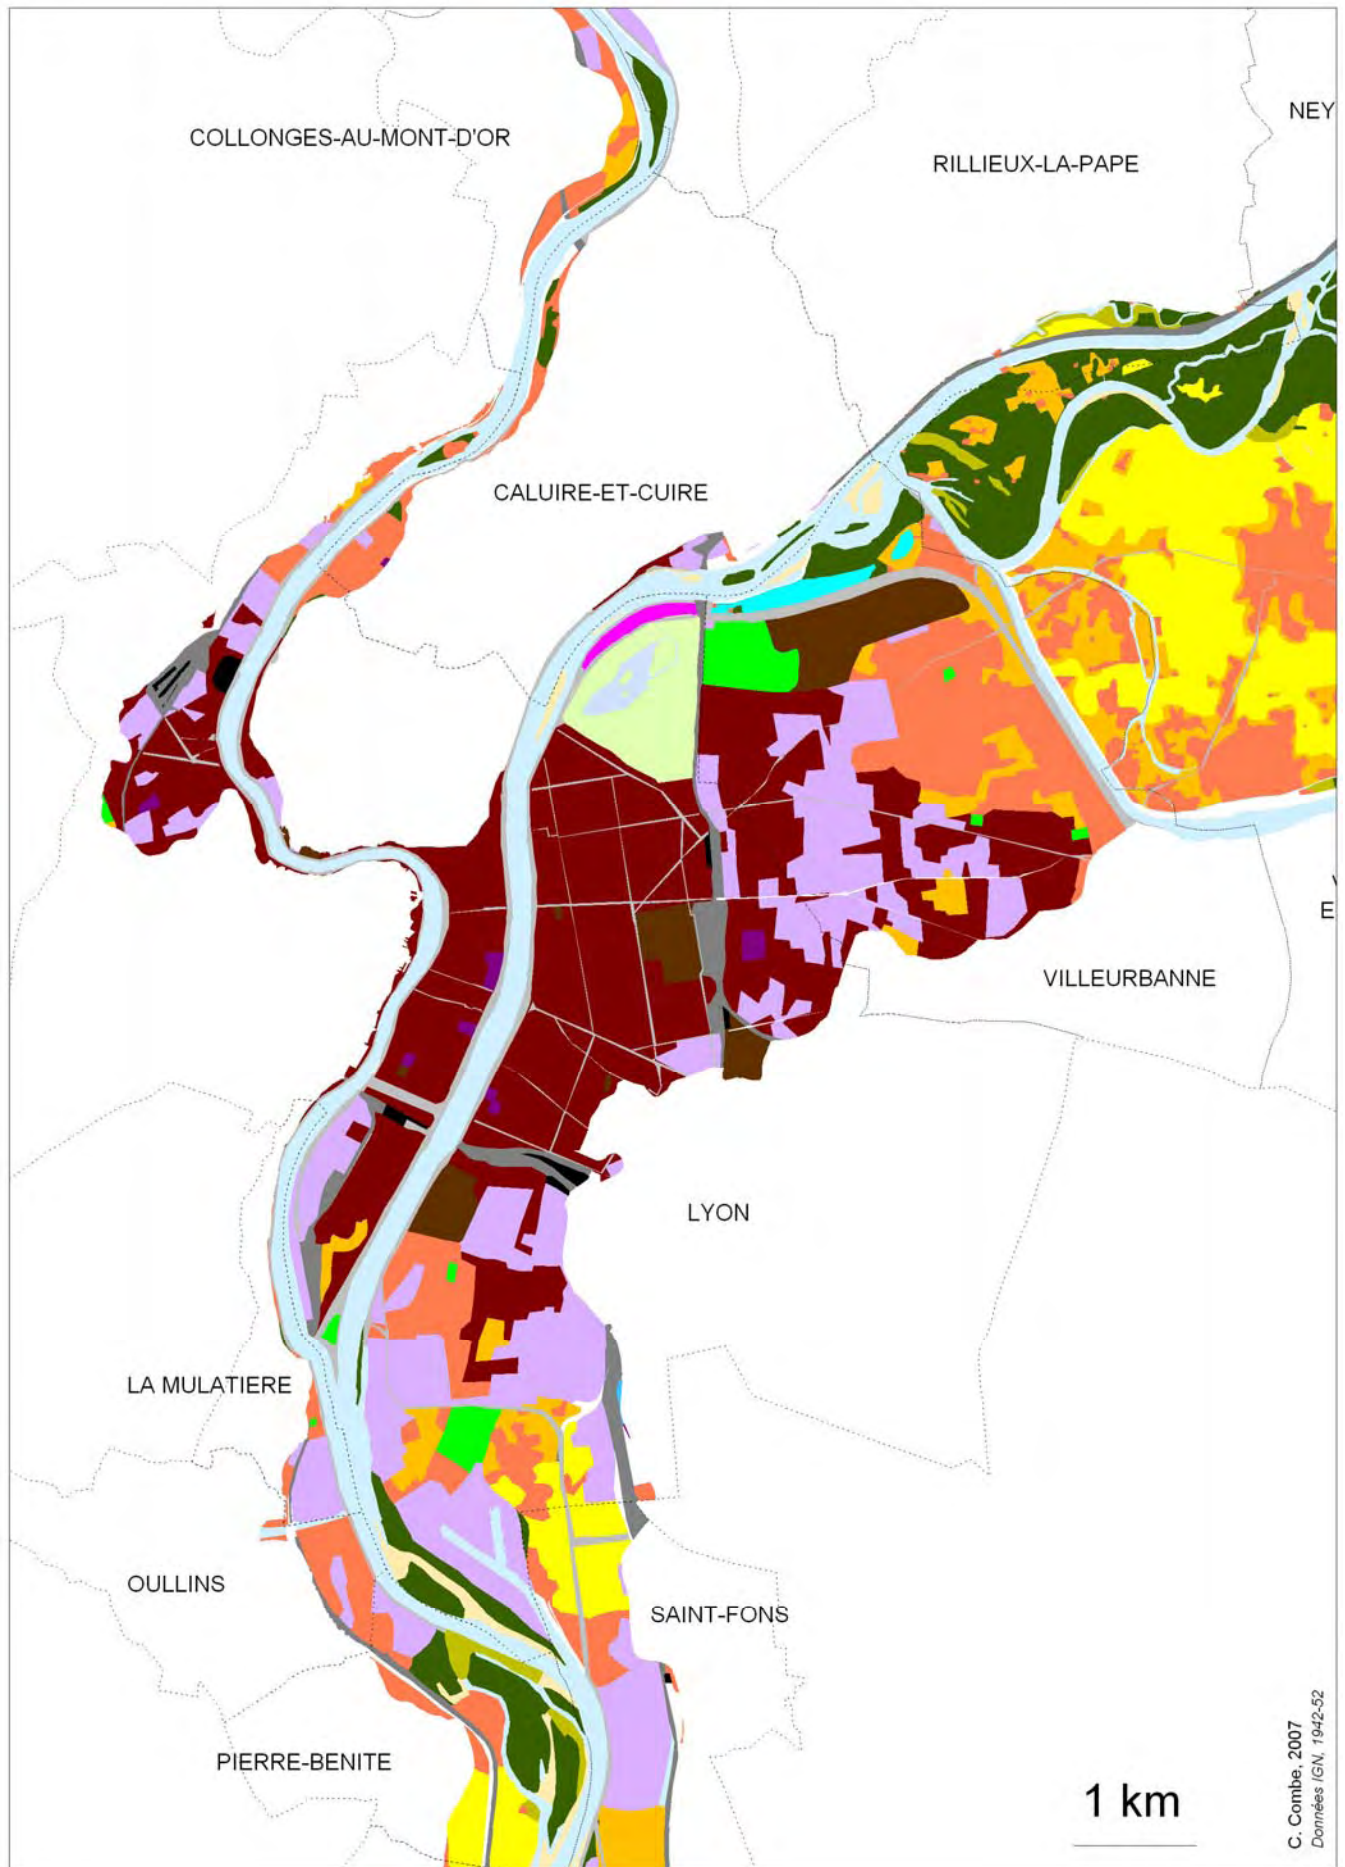 NEY
COLLONGES-AU-MONT-D'OR
RILLIEUX-LA-PAPE
CALUIRE-ET-CUIRE
E
VILLEURBANNE
LYON
LA MULATIERE
OULLINS
SAINT-FONS
PIERRE-BENITE
1 km
C. Combe, 2007
Données IGN, 1942-52